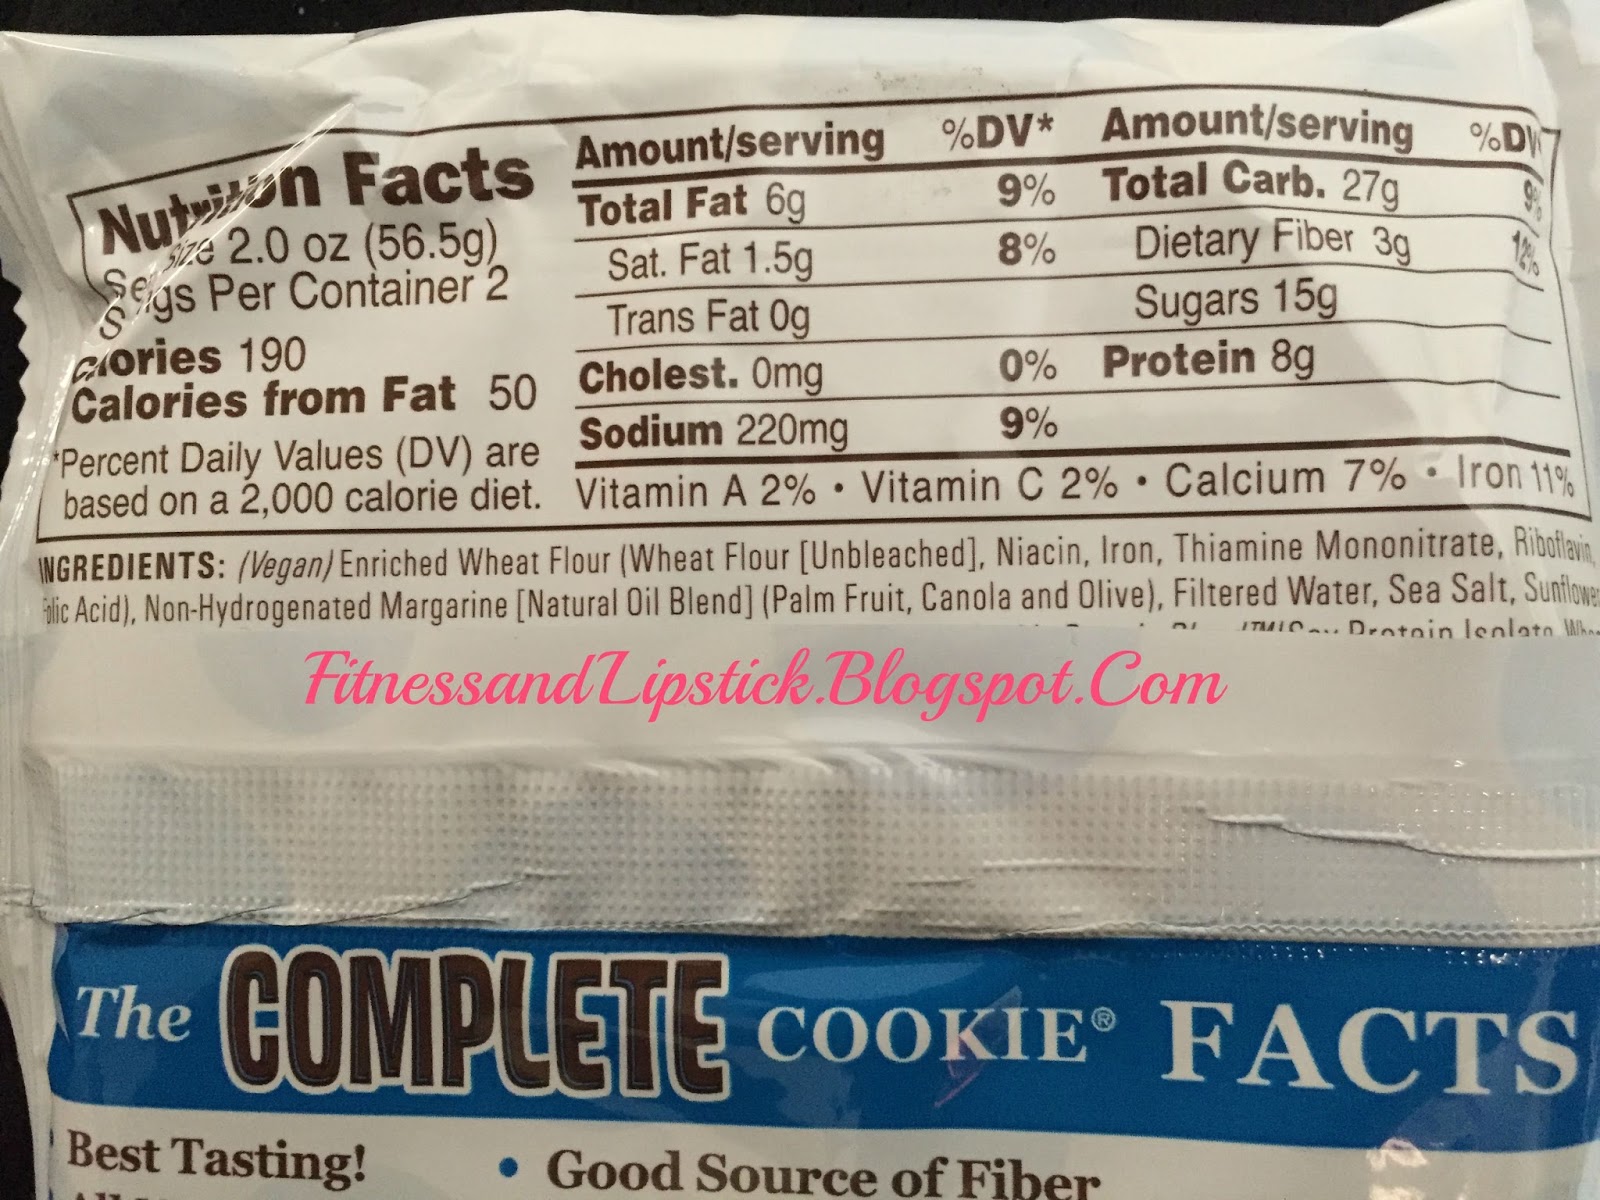 Nutrition Facts
Size 2.0 oz (56.5g)
Per Container 2
Calories 190
Calories from Fat 50
*Percent Daily Values (DV) are
based on a 2,000 calorie diet.
Amount/serving %DV* Amount/serving
Total Fat 6g 9% Total Carb. 27g 9%
Sat. Fat 1.5g 8% Dietary Fiber 3g 12%
Trans Fat 0g Sugars 15g
Cholest. 0mg 0% Protein 8g
Sodium 220mg 9%
Vitamin A 2% • Vitamin C 2% • Calcium 7% • Iron 11%
INGREDIENTS: (Vegan) Enriched Wheat Flour (Wheat Flour [Unbleached], Niacin, Iron, Thiamine Mononitrate, Riboflavin,
Folic Acid), Non-Hydrogenated Margarine [Natural Oil Blend] (Palm Fruit, Canola and Olive), Filtered Water, Sea Salt, Sunflower
Protein Isolate
FitnessandLipstick.Blogspot.Com
The COMPLETE COOKIE® FACTS
Best Tasting! • Good Source of Fiber